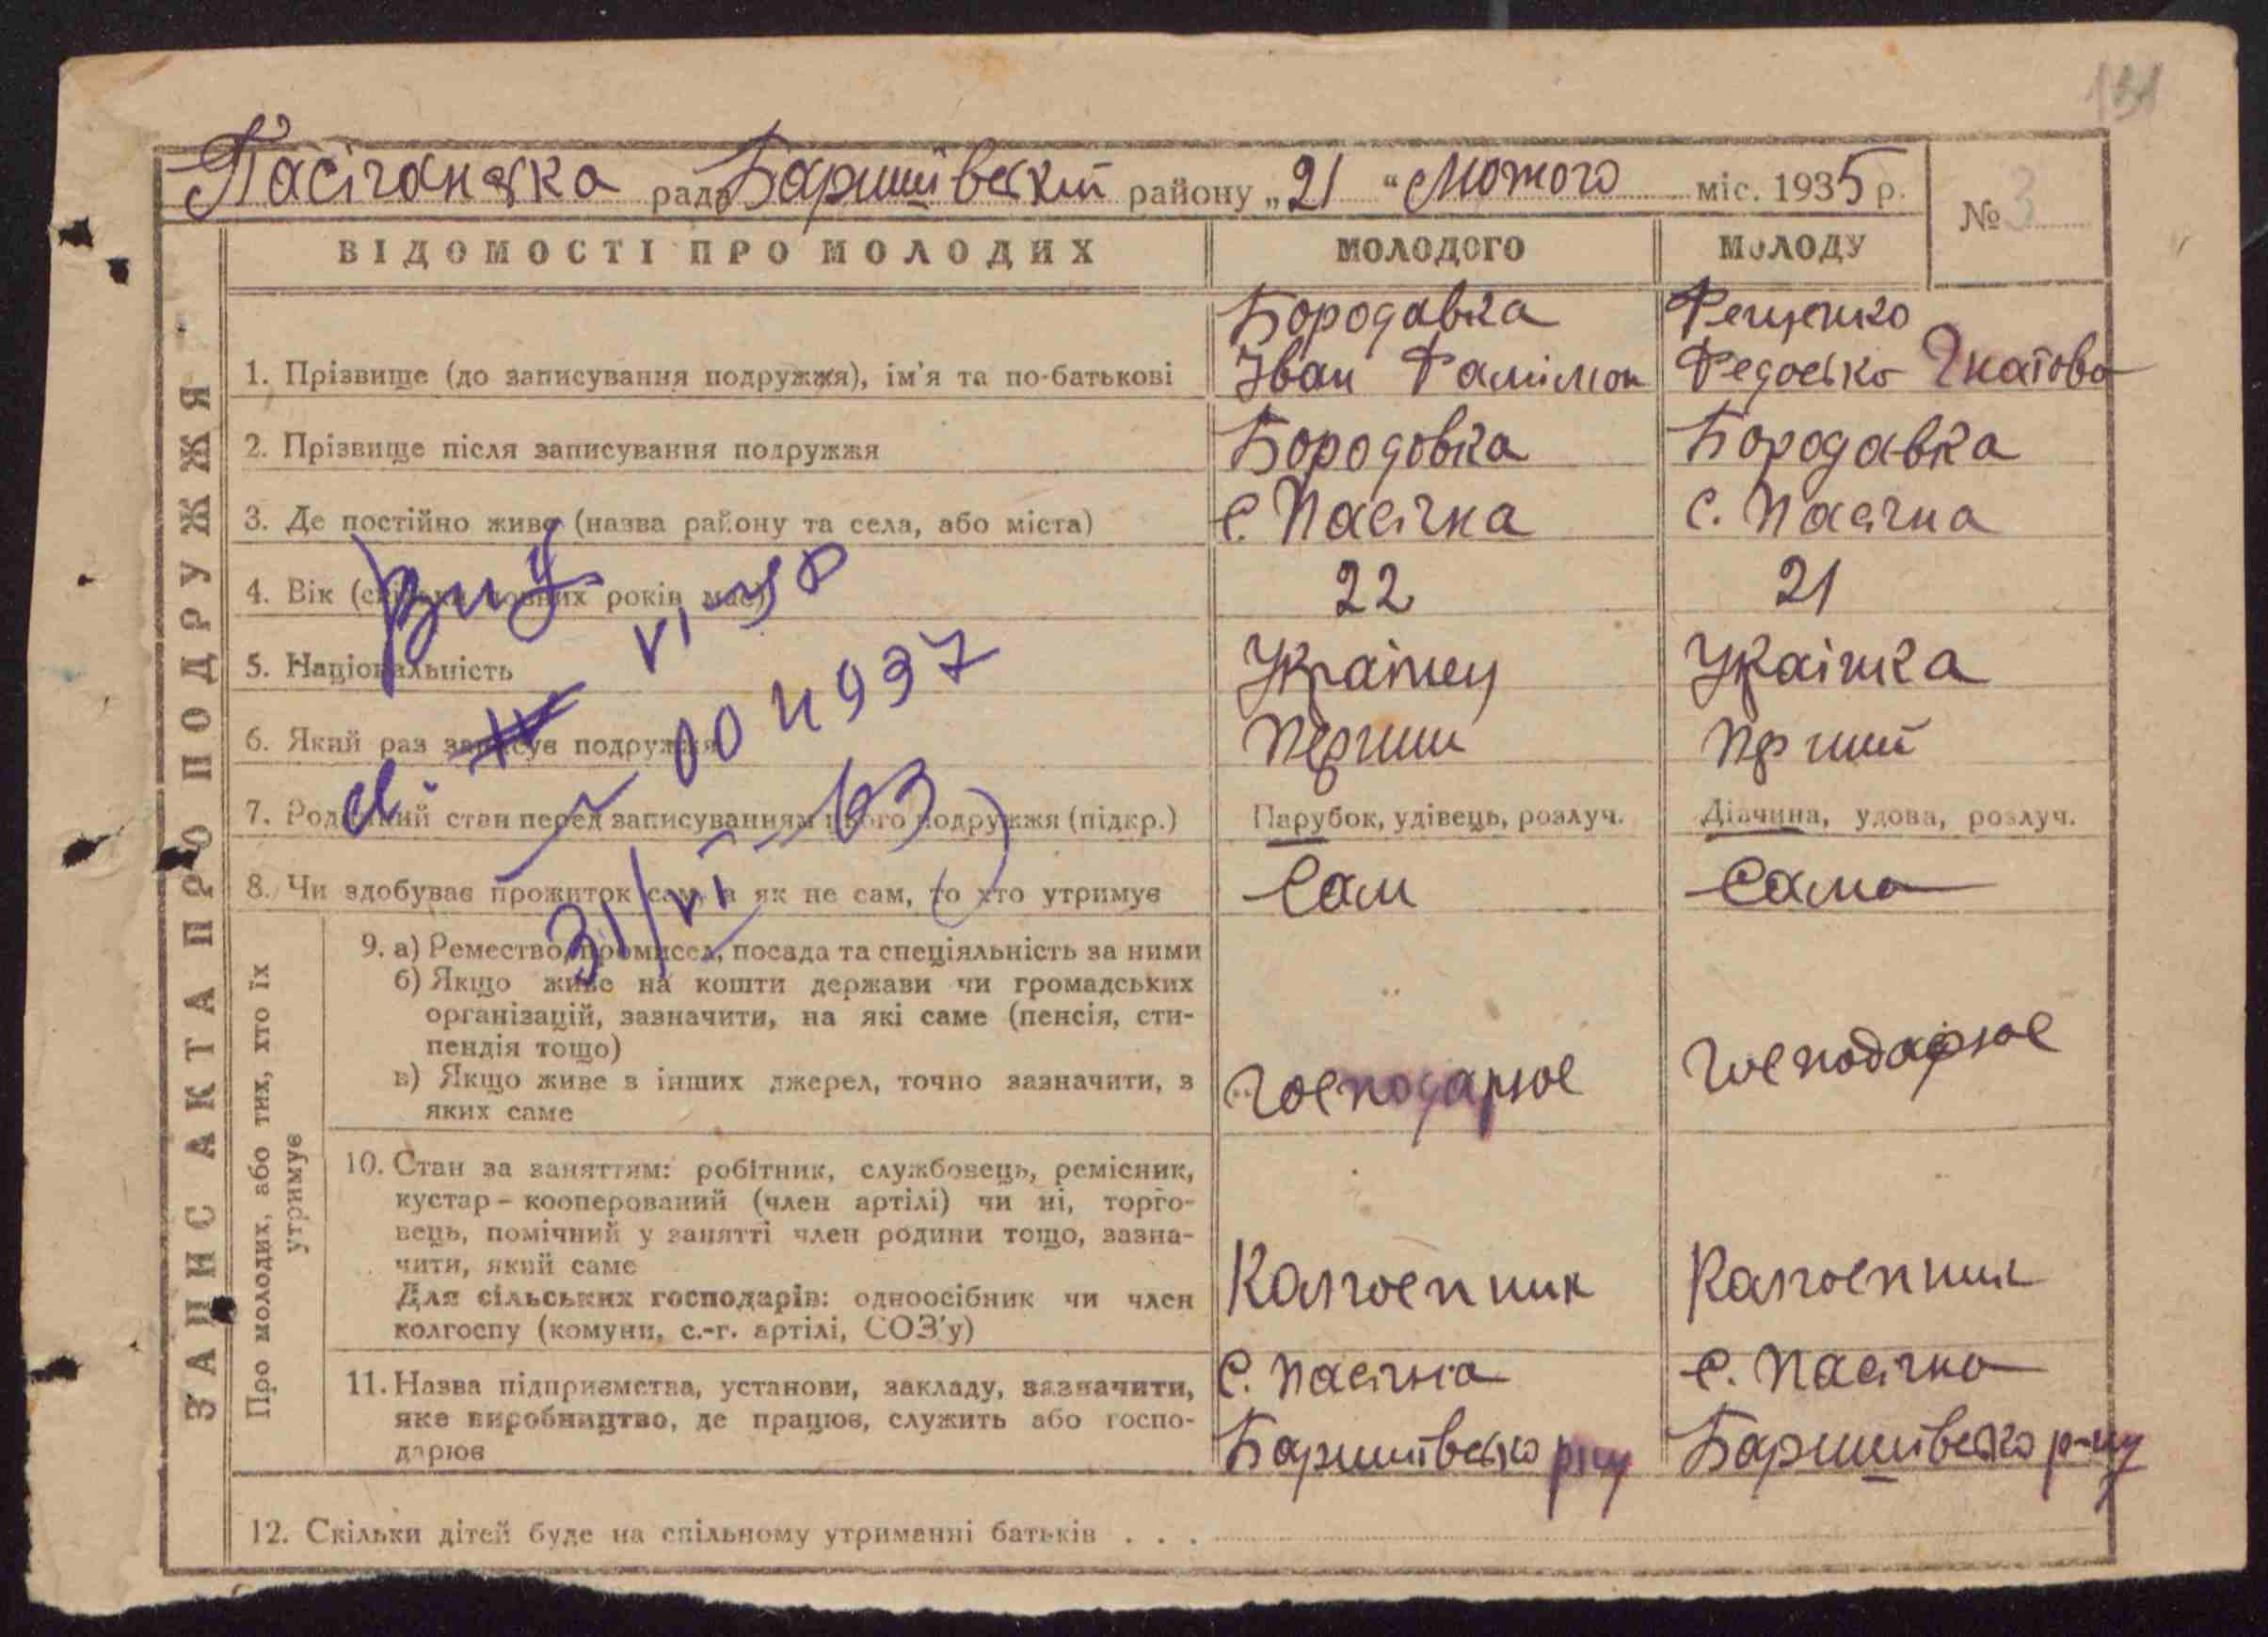 131
Пасічанська рада Баришівський району „21" Лютого міс. 1935 р.
№ 3
ЗАПИС АКТА ПРО ПОДРУЖЖЯ
ВІДОМОСТІ ПРО МОЛОДИХ МОЛОДОГО МОЛОДУ
Бородавка
Фещенко
1. Прізвище (до записування подружжя), ім'я та по-батькові Іван Федоська Гнатова
2. Прізвище після записування подружжя Бородовка Бородавка
3. Де постійно живе (назва району та села, або міста) с. Пасічна с. Пасічна
4. Вік (скільки повних років має) 22 21
5. Національність Українец Українка
6. Який раз записує подружжя Перший Перший
7. Родинний стан перед записуванням цього подружжя (підкр.) Парубок, удівець, розлуч. Дівчина, удова, розлуч.
8. Чи здобуває прожиток сам, а як не сам, то хто утримує Сам Сама
Про молодих, або тих, хто їх
утримує
9. а) Ремество, промисел, посада та спеціяльність за ними
б) Якщо живе на кошти держави чи громадських
організацій, зазначити, на які саме (пенсія, сти-
пендія тощо)
в) Якщо живе з інших джерел, точно зазначити, з
яких саме
Господарює Господарює
10. Стан за заняттям: робітник, службовець, ремісник,
кустар – кооперований (член артілі) чи ні, торго-
вець, помічний у занятті член родини тощо, зазна-
чити, який саме
Для сільських господарів: одноосібник чи член
колгоспу (комуни, с.-г. артілі, СОЗ'у)
Калгоспник Калгоспник
11. Назва підприємства, установи, закладу, зазначити,
яке виробництво, де працює, служить або госпо-
дарює
с. Пасічна с. Пасічна
Баришівсько р-ну Баришівсько р-ну
12. Скільки дітей буде на спільному утриманні батьків . . .
004937